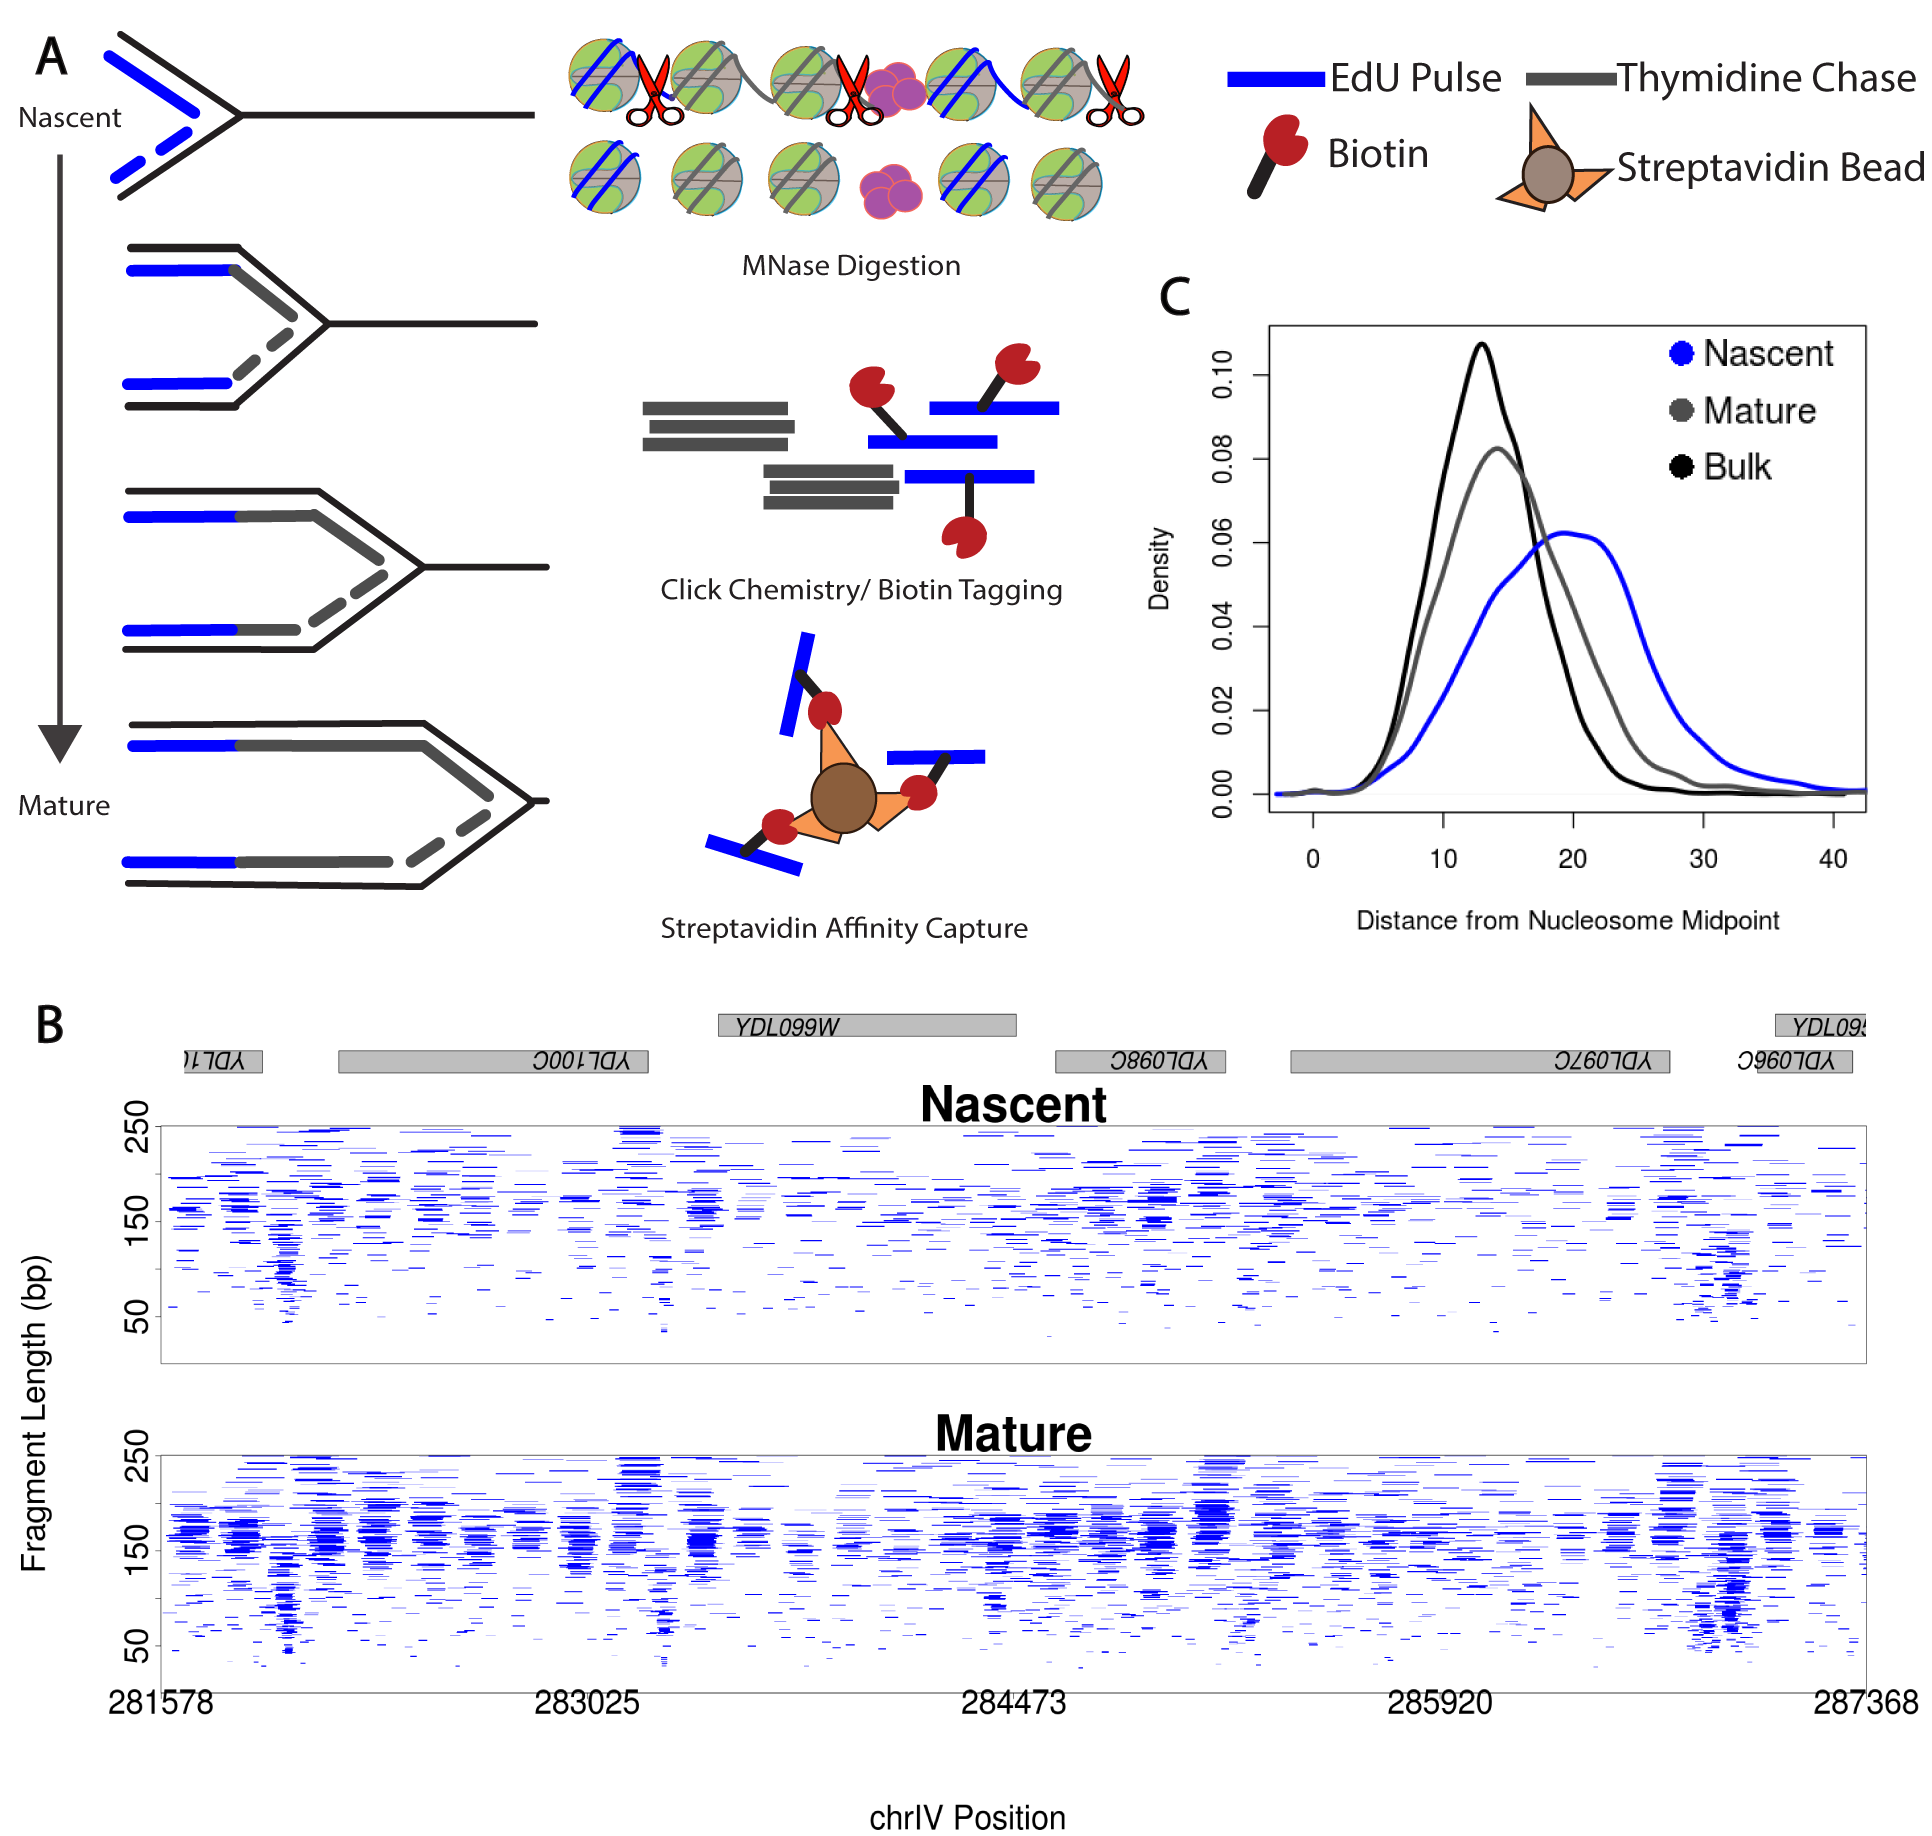 A
Nascent
Mature
MNase Digestion
Click Chemistry/ Biotin Tagging
Streptavidin Affinity Capture
EdU Pulse
Thymidine Chase
Biotin
Streptavidin Bead
C
Nascent
Mature
Bulk
Density
0.00 0.02 0.04 0.06 0.08 0.10
0 10 20 30 40
Distance from Nucleosome Midpoint
B
YDL099W YDL095
YDL10 YDL100C YDL098C YDL097C YDL096C
Nascent
250
150
50
Fragment Length (bp)
Mature
250
150
50
281578 283025 284473 285920 287368
chrIV Position